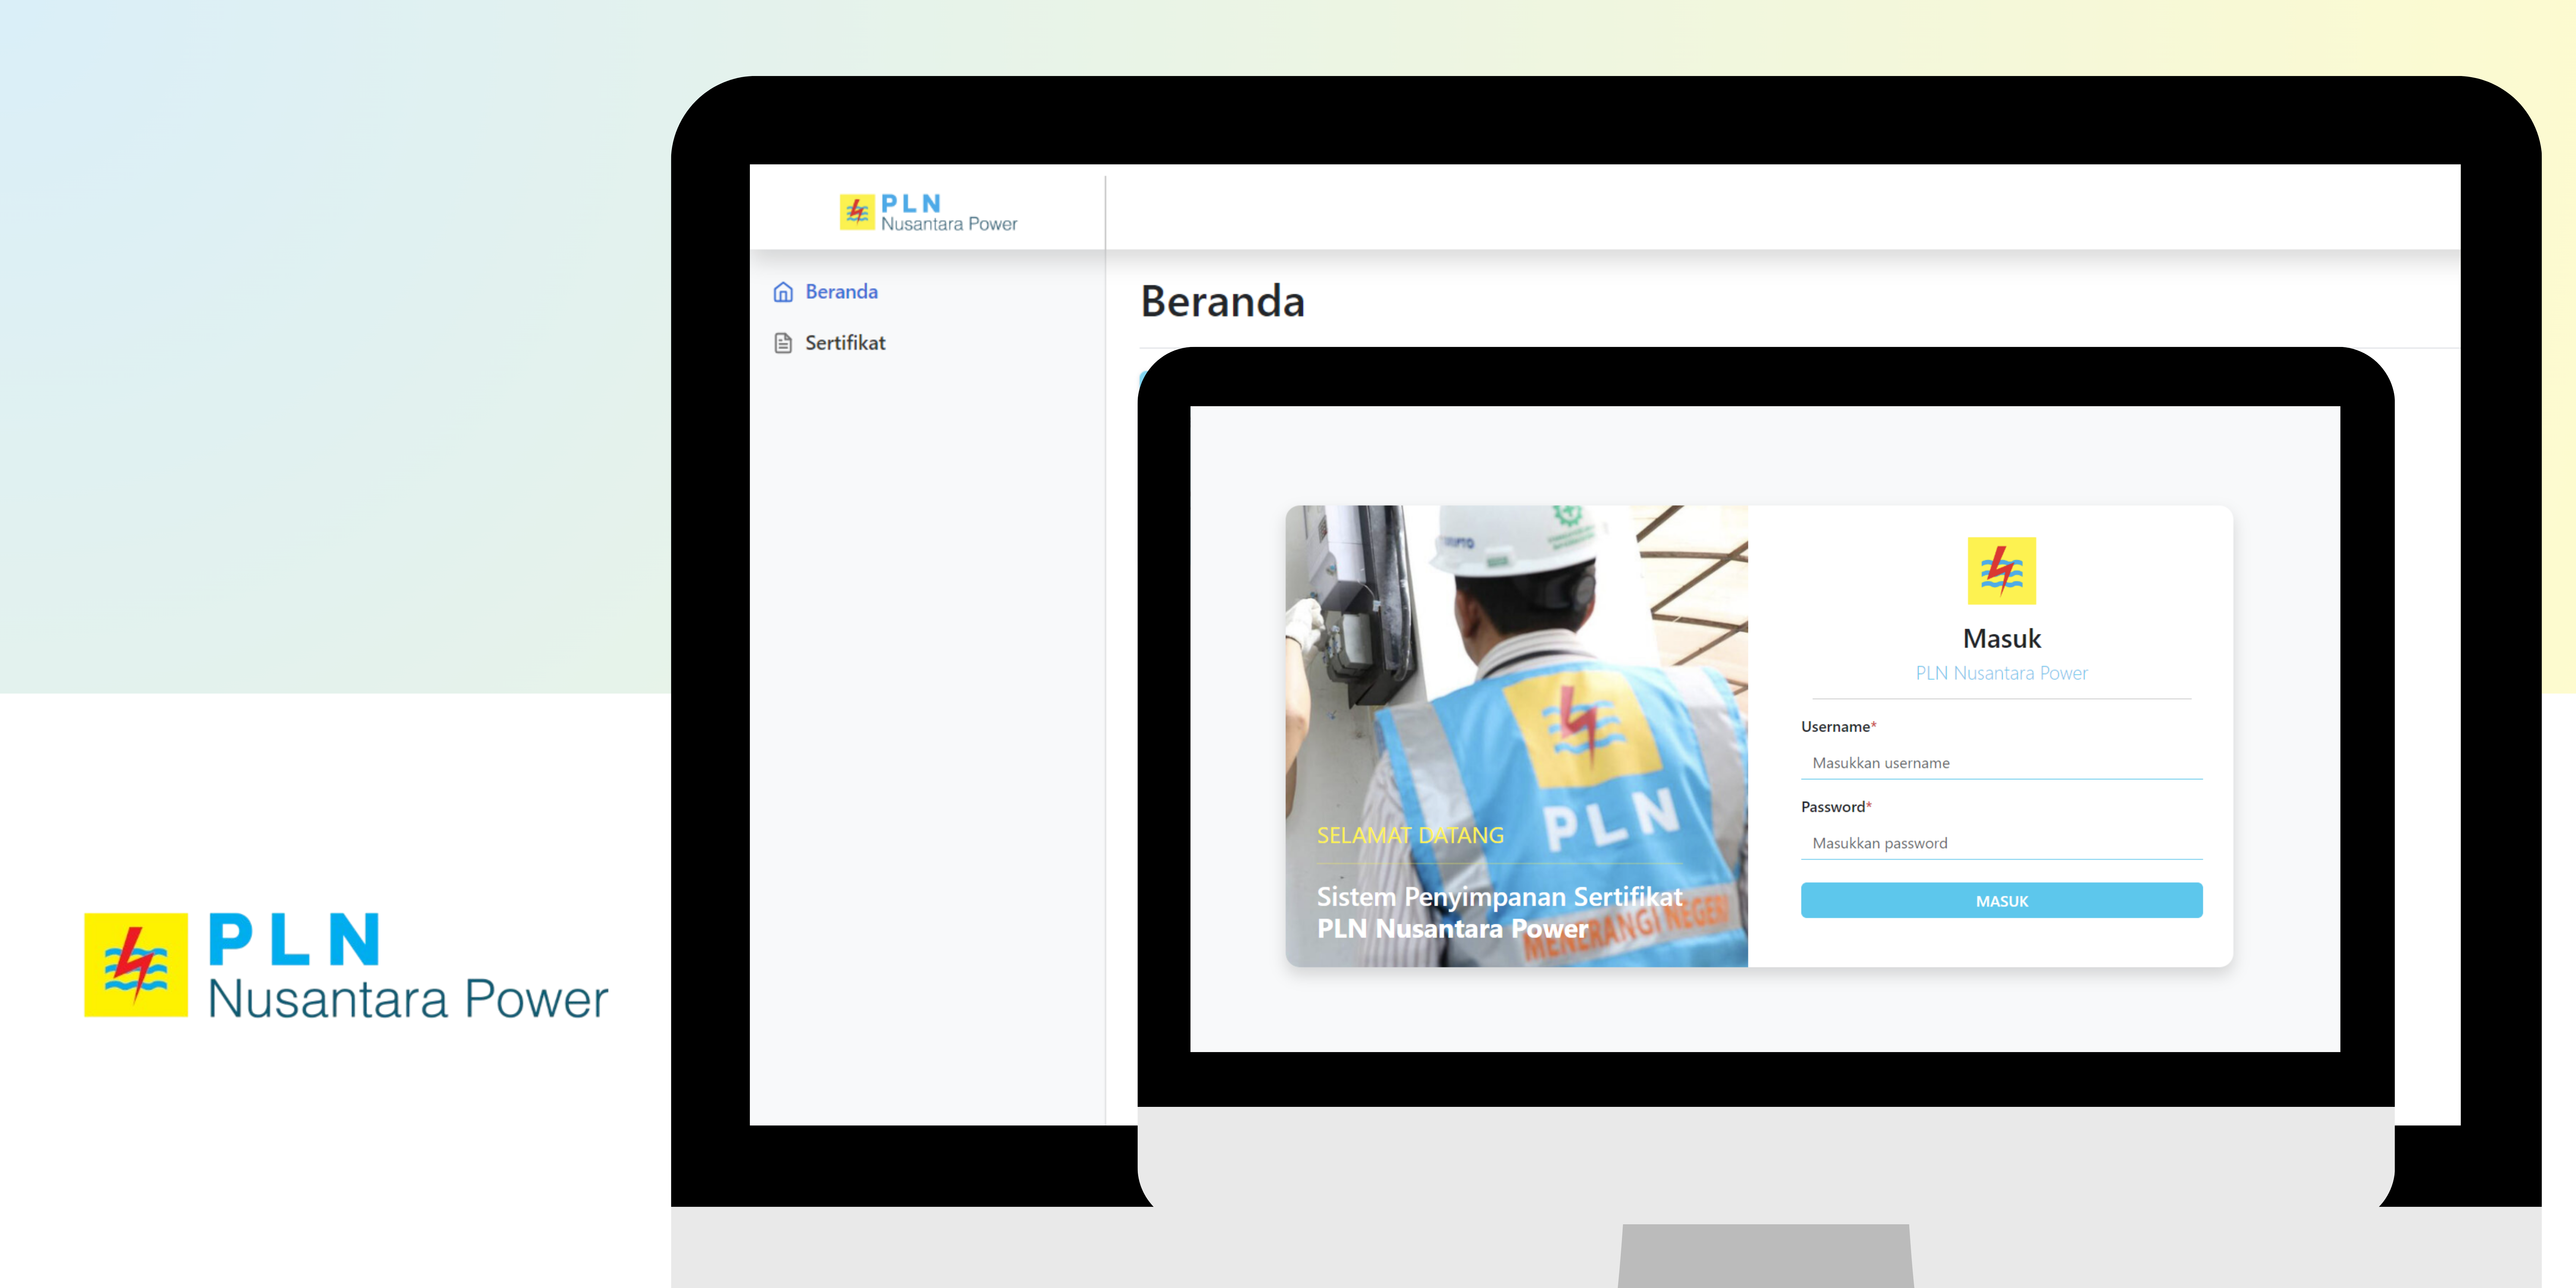 PLN
Nusantara Power
Beranda
Sertifikat
Beranda
PLN
SELAMAT DATANG
Sistem Penyimpanan Sertifikat
PLN Nusantara Power
MENERANGI NEGERI
Masuk
PLN Nusantara Power
Username*
Masukkan username
Password*
Masukkan password
MASUK
PLN
Nusantara Power